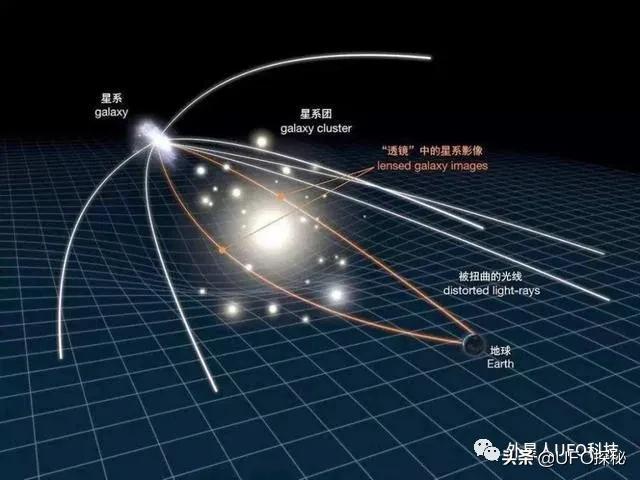 星系
galaxy
星系团
galaxy cluster
“透镜”中的星系影像
lensed galaxy images
被扭曲的光线
distorted light-rays
地球
Earth
外星人UFO科技
头条@UFO探秘